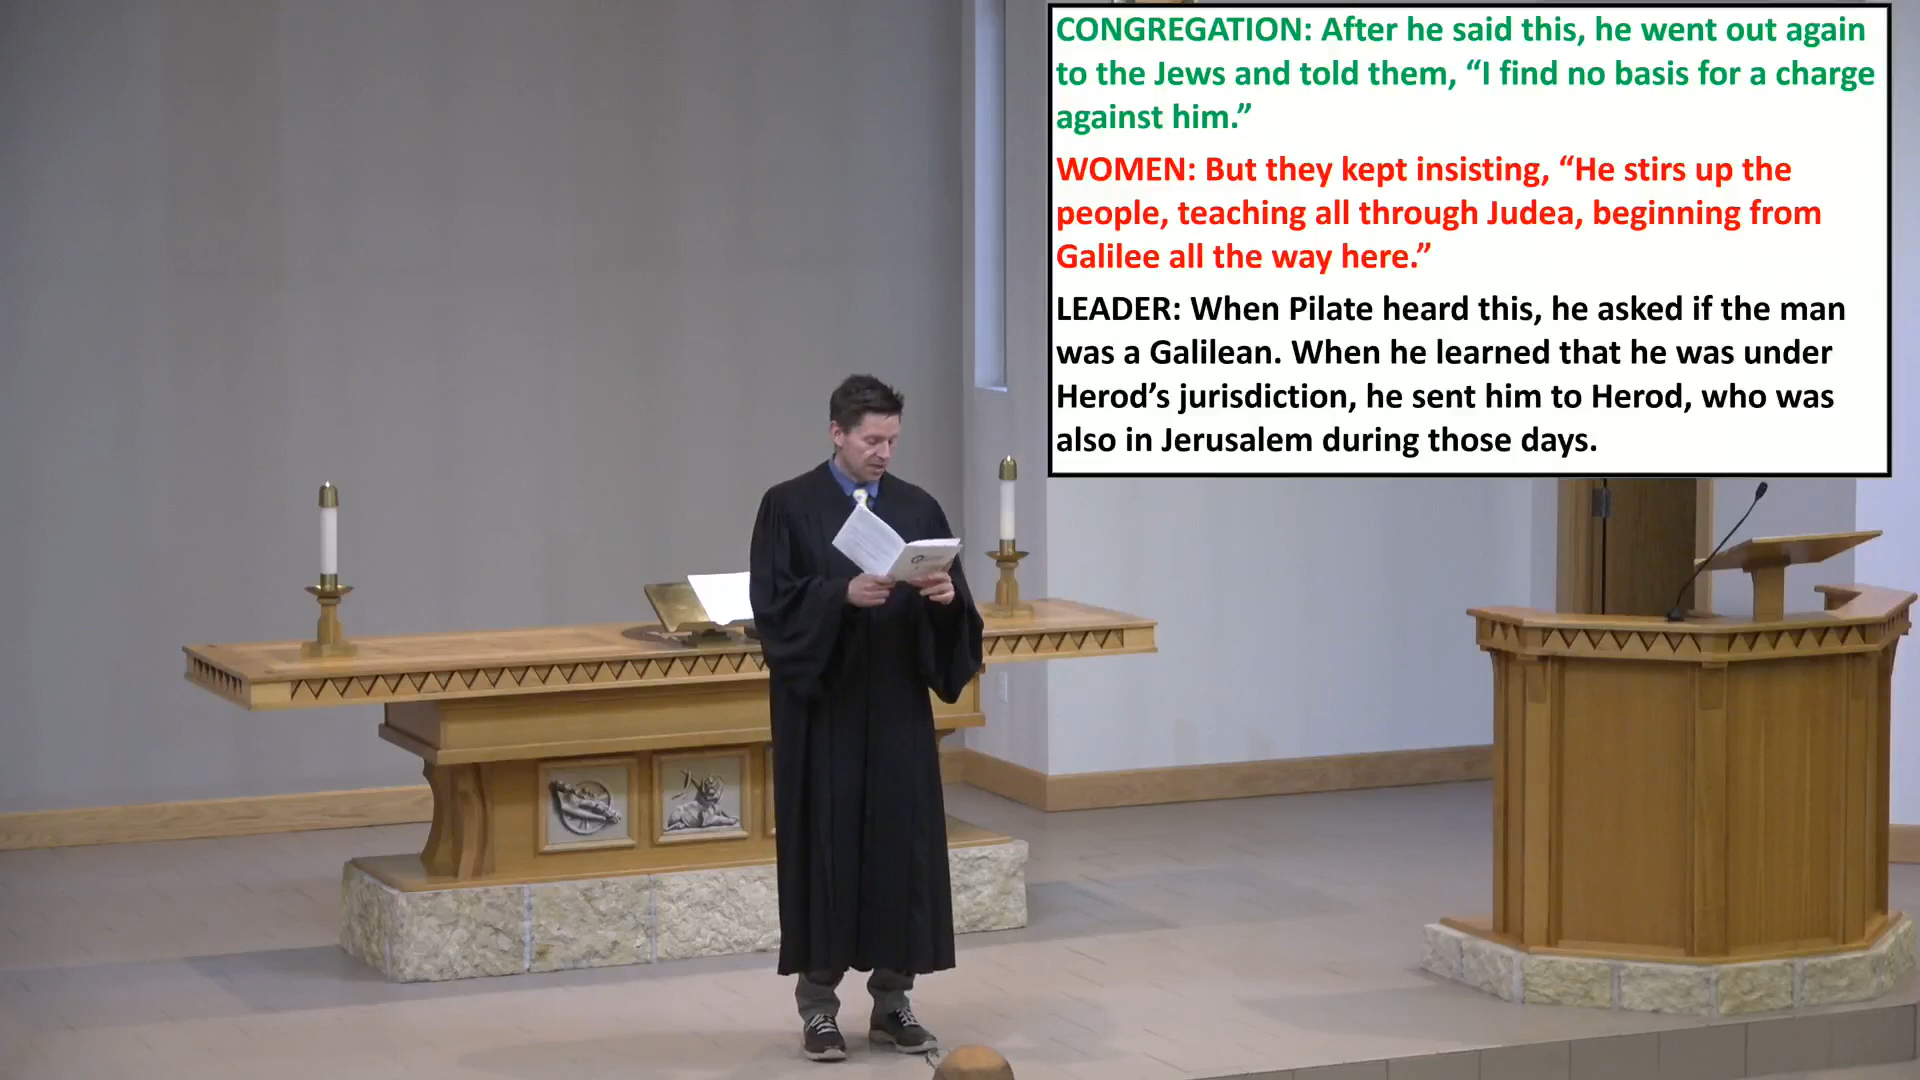 CONGREGATION: After he said this, he went out again
to the Jews and told them, “I find no basis for a charge
against him.”
WOMEN: But they kept insisting, “He stirs up the
people, teaching all through Judea, beginning from
Galilee all the way here.”
LEADER: When Pilate heard this, he asked if the man
was a Galilean. When he learned that he was under
Herod’s jurisdiction, he sent him to Herod, who was
also in Jerusalem during those days.